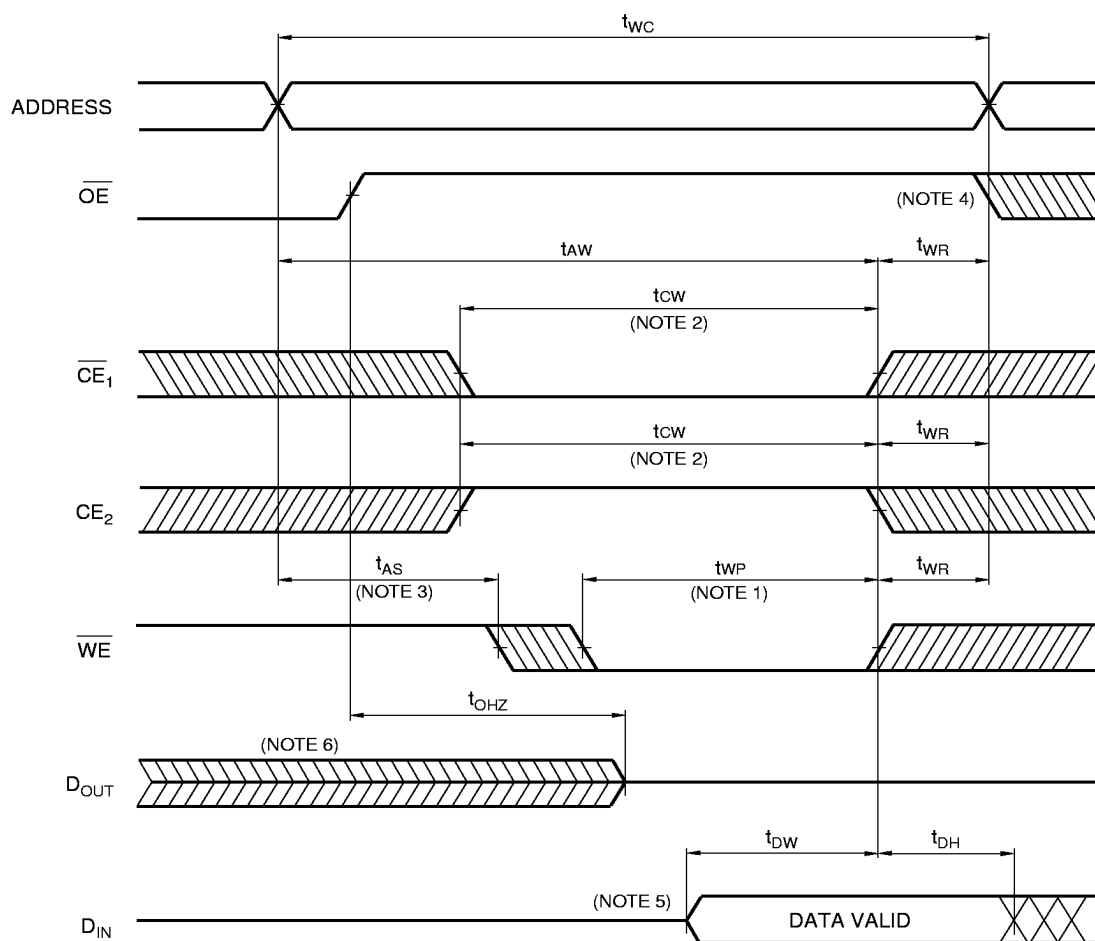 tWC
ADDRESS
OE
(NOTE 4)
tAW
tWR
tCW
(NOTE 2)
CE1
tCW
tWR
(NOTE 2)
CE2
tAS
tWP
tWR
(NOTE 3)
(NOTE 1)
WE
tOHZ
(NOTE 6)
DOUT
tDW
tDH
(NOTE 5)
DATA VALID
DIN